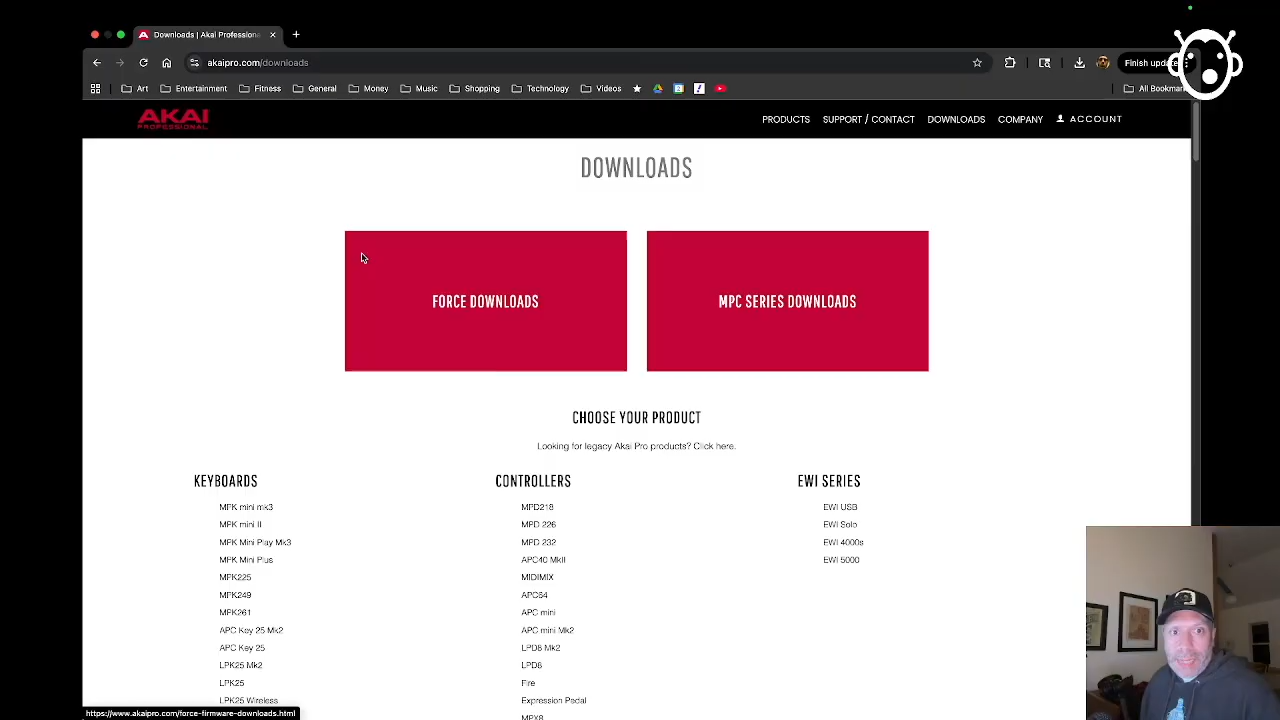 Downloads | Akai Professiona
akaipro.com/downloads
Finish update
Art
Entertainment
Fitness
General
Money
Music
Shopping
Technology
Videos
All Bookmar
AKAI
PROFESSIONAL
PRODUCTS
SUPPORT / CONTACT
DOWNLOADS
COMPANY
ACCOUNT
DOWNLOADS
FORCE DOWNLOADS
MPC SERIES DOWNLOADS
CHOOSE YOUR PRODUCT
Looking for legacy Akai Pro products? Click here.
KEYBOARDS
MPK mini mk3
MPK mini II
MPK Mini Play Mk3
MPK Mini Plus
MPK225
MPK249
MPK261
APC Key 25 Mk2
APC Key 25
LPK25 Mk2
LPK25
LPK25 Wireless
CONTROLLERS
MPD218
MPD 226
MPD 232
APC40 MkII
MIDIMIX
APC64
APC mini
APC mini Mk2
LPD8 Mk2
LPD8
Fire
Expression Pedal
MPX8
EWI SERIES
EWI USB
EWI Solo
EWI 4000s
EWI 5000
https://www.akaipro.com/force-firmware-downloads.html